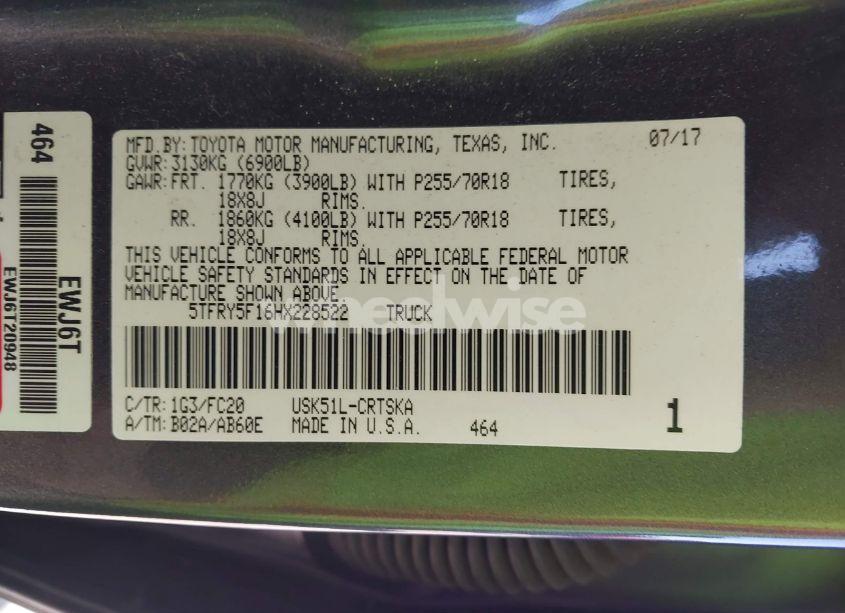 464
EWJ6T
EWJ6T20948
MFD.BY: TOYOTA MOTOR MANUFACTURING, TEXAS, INC. 07/17
GVWR: 3130KG (6900LB)
GAWR: FRT. 1770KG (3900LB) WITH P255/70R18 TIRES,
18X8J RIMS.
RR. 1860KG (4100LB) WITH P255/70R18 TIRES,
18X8J RIMS.
THIS VEHICLE CONFORMS TO ALL APPLICABLE FEDERAL MOTOR
VEHICLE SAFETY STANDARDS IN EFFECT ON THE DATE OF
MANUFACTURE SHOWN ABOVE.
5TFRY5F16HX228522 TRUCK
wheelwise
C/TR: 1G3/FC20 USK51L-CRTSKA
A/TM: B02A/AB60E MADE IN U.S.A. 464 1